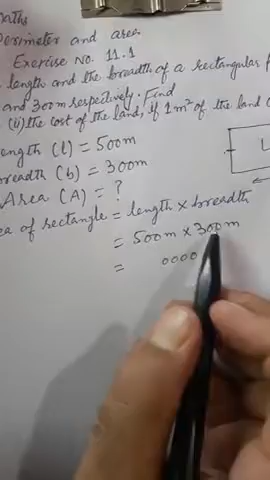 Maths
Perimeter and area
Exercise No. 11.1
length and the breadth of a rectangular
and 300m respectively. Find
(ii) the cost of the land, if 1m² of the land
length (l) = 500m
breadth (b) = 300m
Area (A) = ?
area of rectangle = length × breadth
= 500m × 300m
= 0000
L